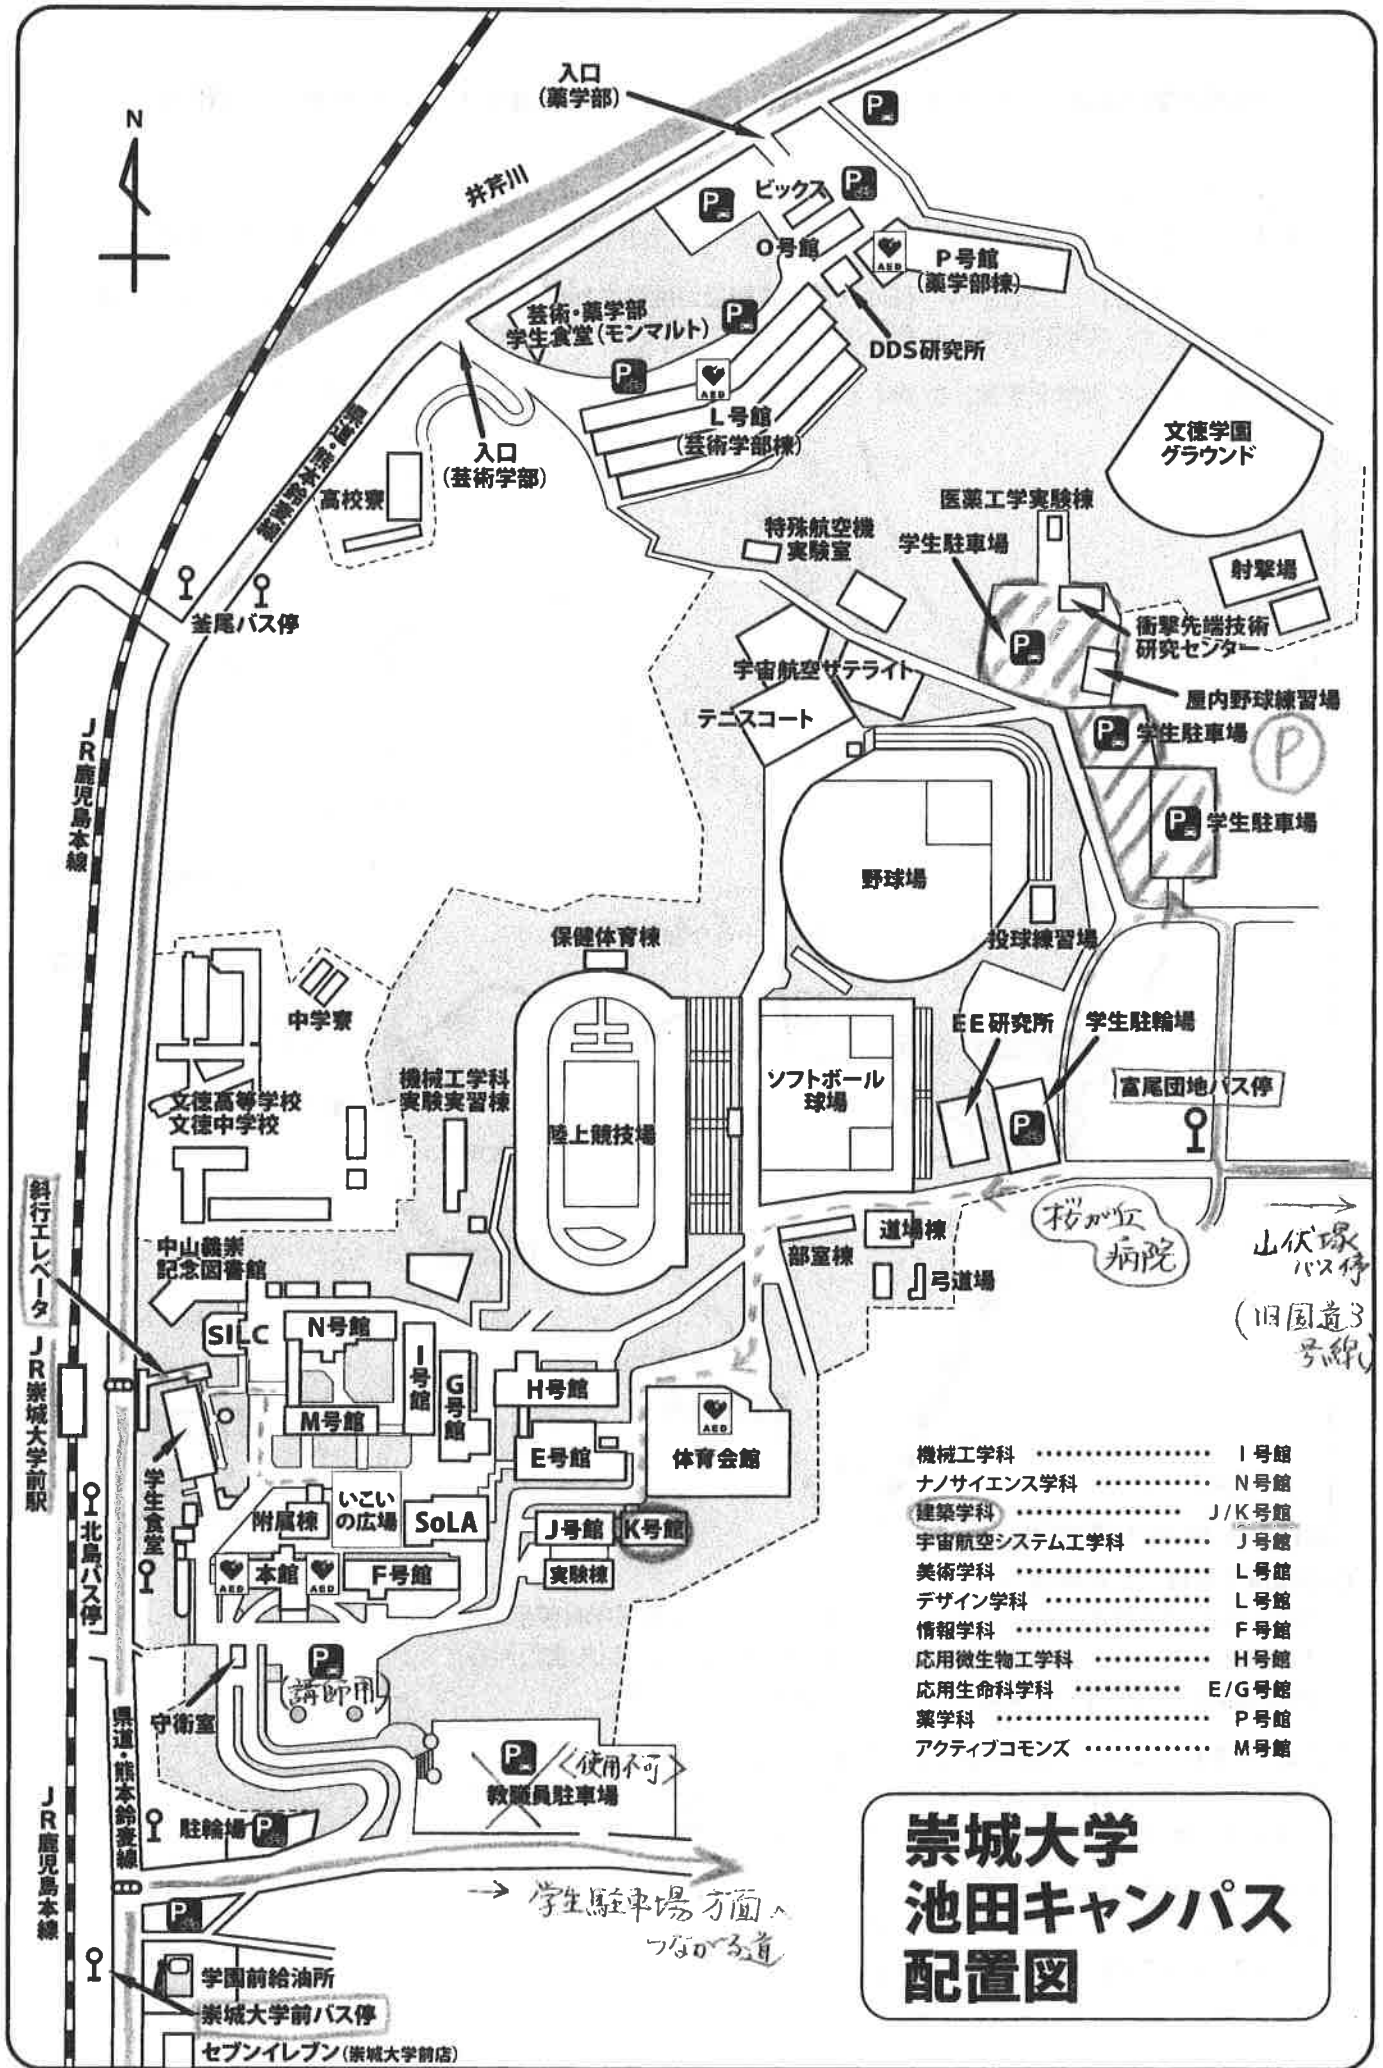 N
入口
(薬学部)
P
井芹川
P
ビックス
P
O号館
AED
P号館
(薬学部棟)
芸術・薬学部
学生食堂(モンマルト)
P
DDS研究所
P
AED
L号館
(芸術学部棟)
入口
(芸術学部)
県道・熊本鈴麦線
高校寮
文徳学園
グラウンド
医薬工学実験棟
特殊航空機
実験室
学生駐車場
射撃場
釜尾バス停
P
衝撃先端技術
研究センター
宇宙航空サテライト
屋内野球練習場
テニスコート
P
学生駐車場
P
JR鹿児島本線
P
学生駐車場
野球場
投球練習場
保健体育棟
中学寮
EE研究所
学生駐輪場
機械工学科
実験実習棟
ソフトボール
球場
富尾団地バス停
文徳高等学校
文徳中学校
陸上競技場
P
斜行エレベータ
桜が丘
病院
山伏塚
バス停
(旧国道3
号線)
道場棟
部室棟
弓道場
中山義崇
記念図書館
SILC
N号館
I号館
G号館
H号館
JR崇城大学前駅
M号館
E号館
AED
体育会館
学生食堂
北島バス停
附属棟
いこい
の広場
SoLA
J号館
K号館
AED
本館
AED
F号館
実験棟
機械工学科 ・・・・・・・・・・・・・・・・・・ I号館
ナノサイエンス学科 ・・・・・・・・・・・・ N号館
建築学科 ・・・・・・・・・・・・・・・・・・ J/K号館
宇宙航空システム工学科 ・・・・・・・ J号館
美術学科 ・・・・・・・・・・・・・・・・・・・・ L号館
デザイン学科 ・・・・・・・・・・・・・・・・・ L号館
情報学科 ・・・・・・・・・・・・・・・・・・・・ F号館
応用微生物工学科 ・・・・・・・・・・・・ H号館
応用生命科学科 ・・・・・・・・・・・ E/G号館
薬学科 ・・・・・・・・・・・・・・・・・・・・・・ P号館
アクティブコモンズ ・・・・・・・・・・・・・ M号館
P
(講師用)
守衛室
県道・熊本鈴麦線
P
〈使用不可〉
教職員駐車場
JR鹿児島本線
駐輪場
P
→ 学生駐車場方面へ
つながる道
P
学園前給油所
崇城大学前バス停
セブンイレブン(崇城大学前店)
崇城大学
池田キャンパス
配置図